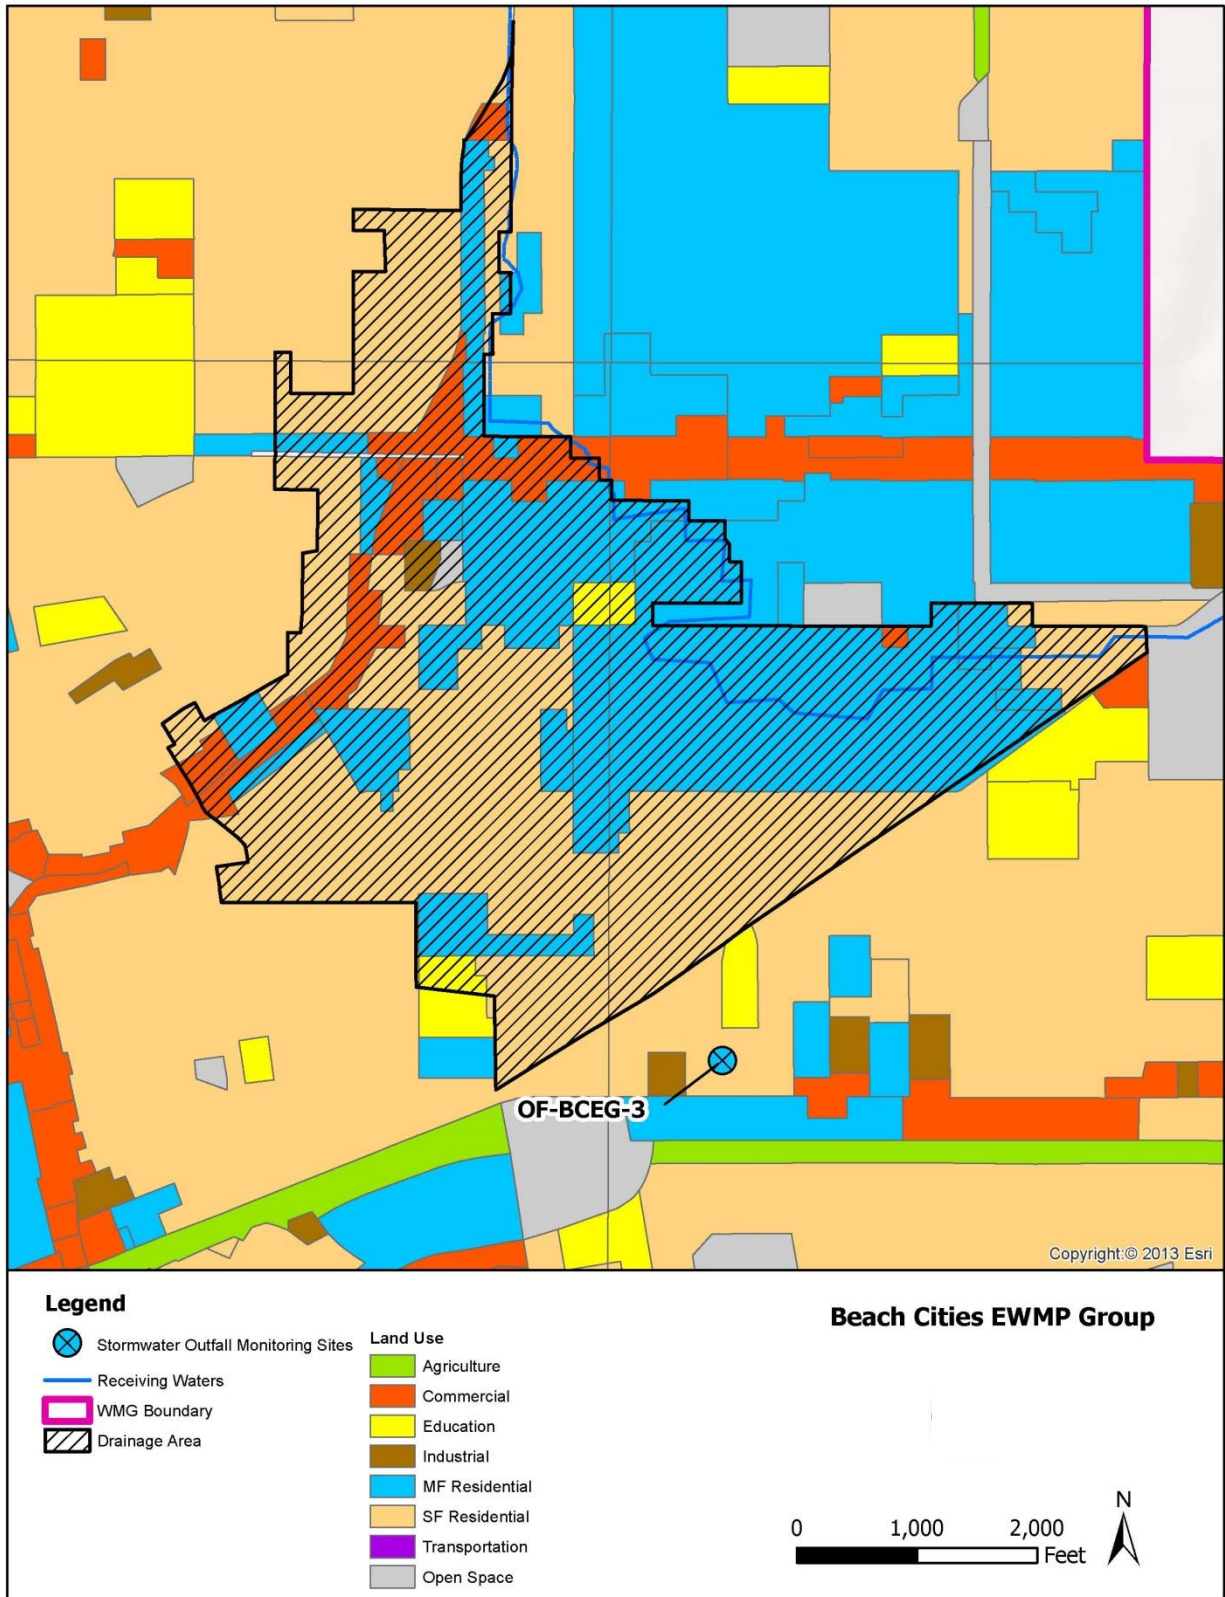 OF-BCEG-3
Copyright:© 2013 Esri
Legend
Stormwater Outfall Monitoring Sites
Receiving Waters
WMG Boundary
Drainage Area
Land Use
Agriculture
Commercial
Education
Industrial
MF Residential
SF Residential
Transportation
Open Space
Beach Cities EWMP Group
N
0 1,000 2,000
Feet